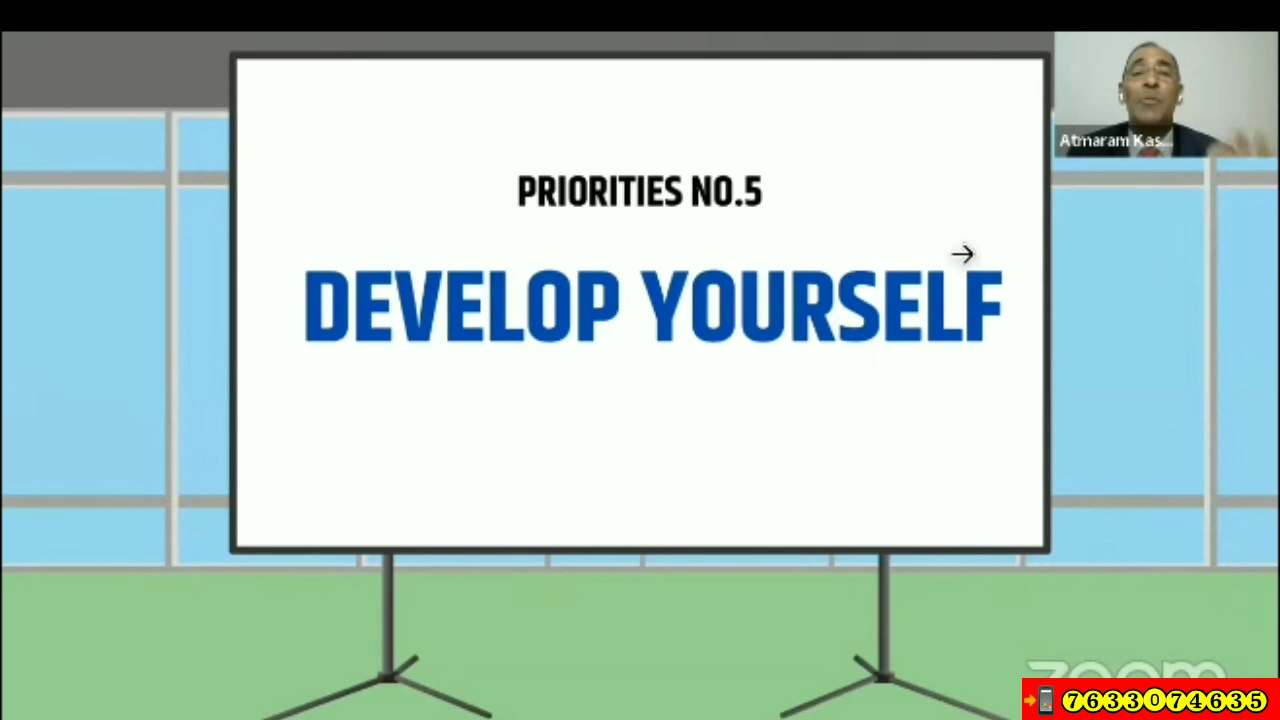 PRIORITIES NO.5
DEVELOP YOURSELF
Atmaram Kas...
zoom
7633074635